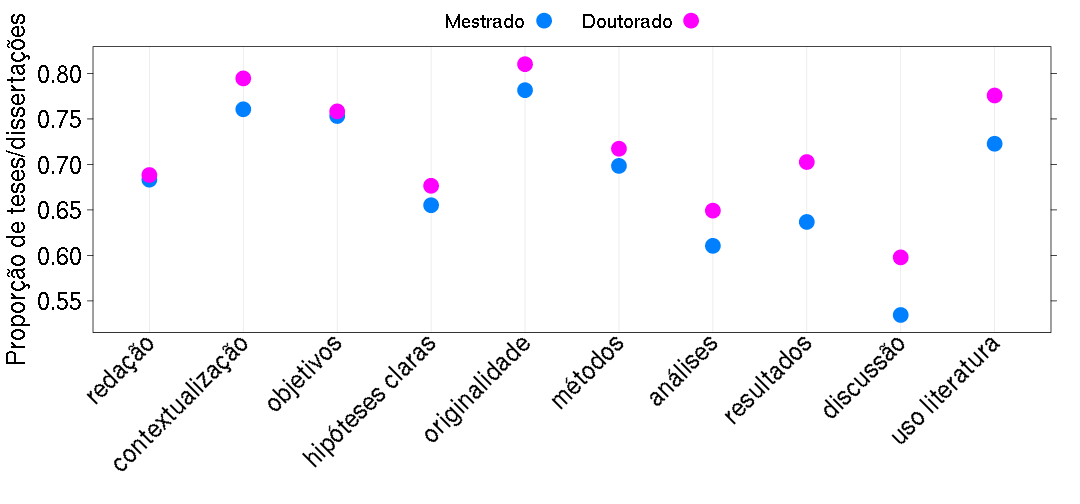 Mestrado Doutorado
Proporção de teses/dissertações
0.80
0.75
0.70
0.65
0.60
0.55
redação
contextualização
objetivos
hipóteses claras
originalidade
métodos
análises
resultados
discussão
uso literatura